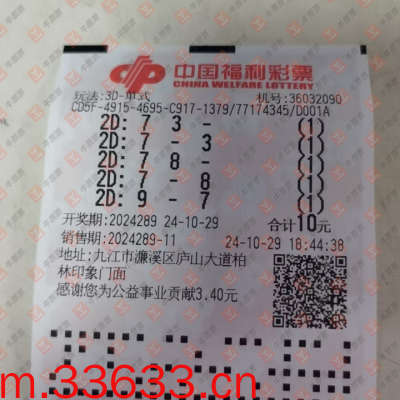 中国福利彩票
CHINA WELFARE LOTTERY
玩法:3D-单式 机号:36032090
CD5F-4915-4695-C917-1379/77174345/D001A
2D: 7 3 - (1)
2D: 7 - 3 (1)
2D: 7 8 - (1)
2D: 7 - 8 (1)
2D: 9 - 7 (1)
开奖期:2024289 24-10-29 合计10元
销售期:2024289-11 24-10-29 18:44:38
地址:九江市濂溪区庐山大道柏
林印象门面
感谢您为公益事业贡献3.40元
m.33633.cn